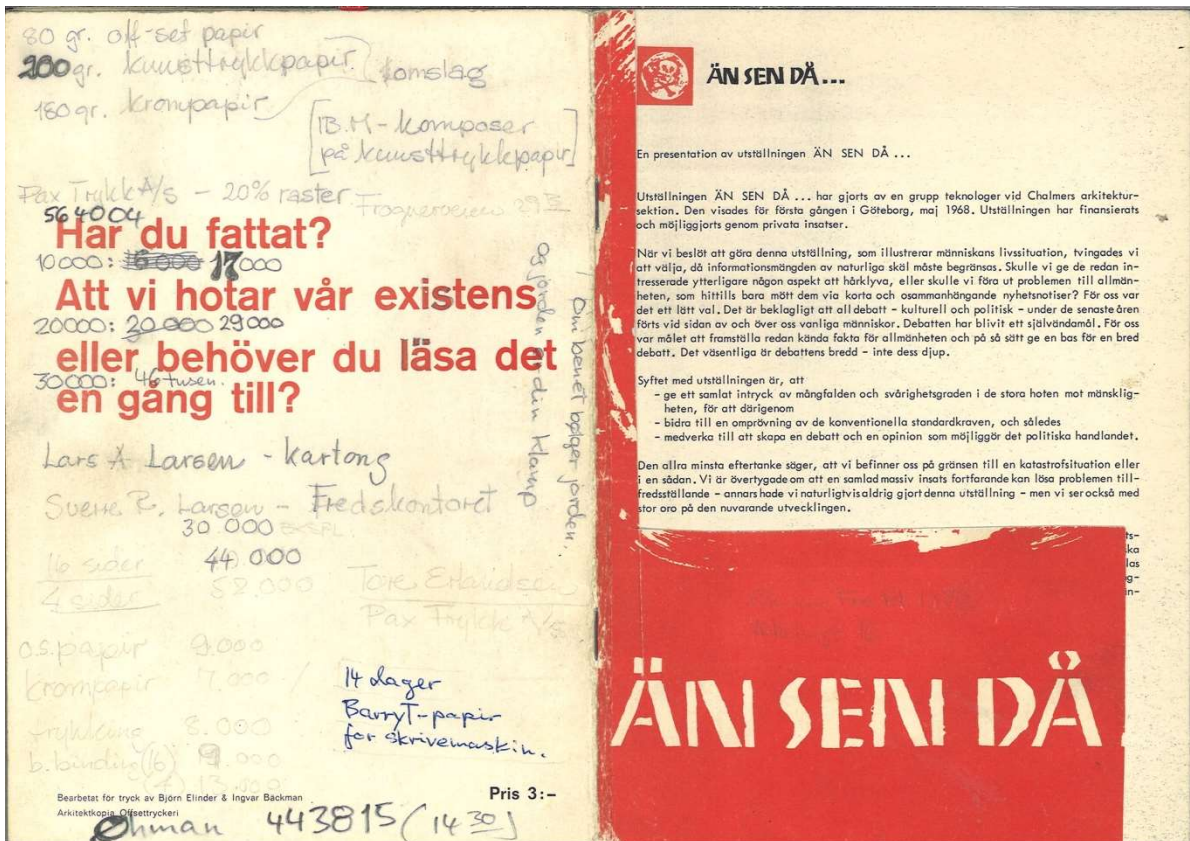 80 gr. off-set papir
200 gr. kunsttrykkpapir.
omslag
180 gr. krompapir
[IB.M-komposer
på kunsttrykkpapir]
Pax Trykk A/s - 20% raster
Frognerveien
564004
Har du fattat?
10000: 17000
Att vi hotar vår existens
20000: 20000 29000
eller behöver du läsa det
30000: 46 tusen.
en gång till?
Om benet bølger jorden.
Lars A Larsen - kartong
Sverre R. Larsen - Fredskontoret
30 000
16 sider 44.000
4 sider 58.000
Tore Erlandsen
Pax Trykk A/s
o.s. papir 9.000
krompapir 7.000
trykking 8.000
b. binding (16) 9.000
(4) 13.000
14 dager
BarryT-papir
for skrivemaskin.
Pris 3:-
Bearbetat för tryck av Björn Elinder & Ingvar Backman
Arkitektkopia Offsettryckeri
Öhman 443815 (14 30)
ÄN SEN DÅ ...
En presentation av utställningen ÄN SEN DÅ ...
Utställningen ÄN SEN DÅ ... har gjorts av en grupp teknologer vid Chalmers arkitektur-
sektion. Den visades för första gången i Göteborg, maj 1968. Utställningen har finansierats
och möjliggjorts genom privata insatser.
När vi beslöt att göra denna utställning, som illustrerar människans livssituation, tvingades vi
att välja, då informationsmängden av naturliga skäl måste begränsas. Skulle vi ge de redan in-
tresserade ytterligare någon aspekt att hårklyva, eller skulle vi föra ut problemen till allmän-
heten, som hittills bara mött dem via korta och osammanhängande nyhetsnotiser? För oss var
det ett lätt val. Det är beklagligt att all debatt - kulturell och politisk - under de senaste åren
förts vid sidan av och över oss vanliga människor. Debatten har blivit ett självändamål. För oss
var målet att framställa redan kända fakta för allmänheten och på så sätt ge en bas för en bred
debatt. Det väsentliga är debattens bredd - inte dess djup.
Syftet med utställningen är, att
- ge ett samlat intryck av mångfalden och svårighetsgraden i de stora hoten mot mänsklig-
heten, för att därigenom
- bidra till en omprövning av de konventionella standardkraven, och således
- medverka till att skapa en debatt och en opinion som möjliggör det politiska handlandet.
Den allra minsta eftertanke säger, att vi befinner oss på gränsen till en katastrofsituation eller
i en sådan. Vi är övertygade om att en samlad massiv insats fortfarande kan lösa problemen till-
fredsställande - annars hade vi naturligtvis aldrig gjort denna utställning - men vi ser också med
stor oro på den nuvarande utvecklingen.
ts-
ka
las
g-
in-
ÄN SEN DÅ